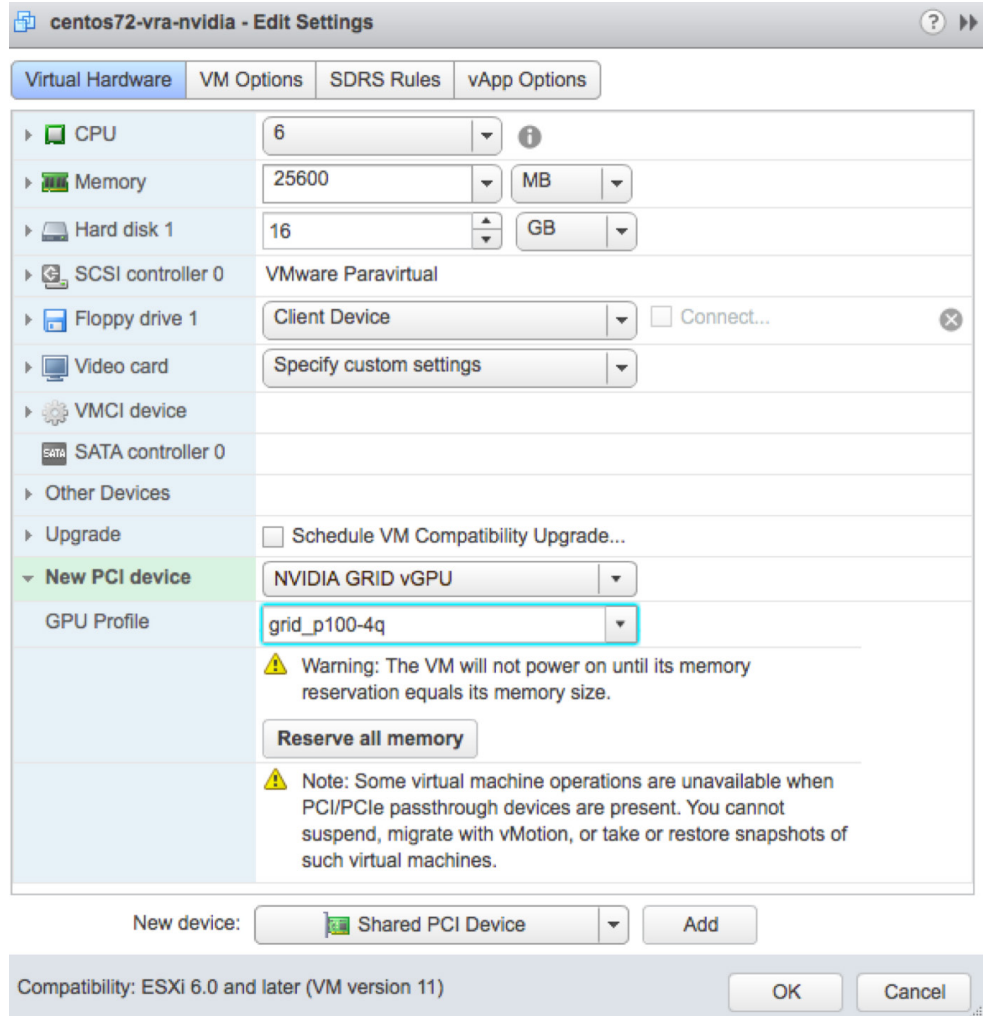 centos72-vra-nvidia - Edit Settings ?
Virtual Hardware VM Options SDRS Rules vApp Options
CPU 6 i
Memory 25600 MB
Hard disk 1 16 GB
SCSI controller 0 VMware Paravirtual
Floppy drive 1 Client Device Connect...
Video card Specify custom settings
VMCI device
SATA SATA controller 0
Other Devices
Upgrade Schedule VM Compatibility Upgrade...
New PCI device NVIDIA GRID vGPU
GPU Profile grid_p100-4q
Warning: The VM will not power on until its memory
reservation equals its memory size.
Reserve all memory
Note: Some virtual machine operations are unavailable when
PCI/PCIe passthrough devices are present. You cannot
suspend, migrate with vMotion, or take or restore snapshots of
such virtual machines.
New device: Shared PCI Device Add
Compatibility: ESXi 6.0 and later (VM version 11) OK Cancel